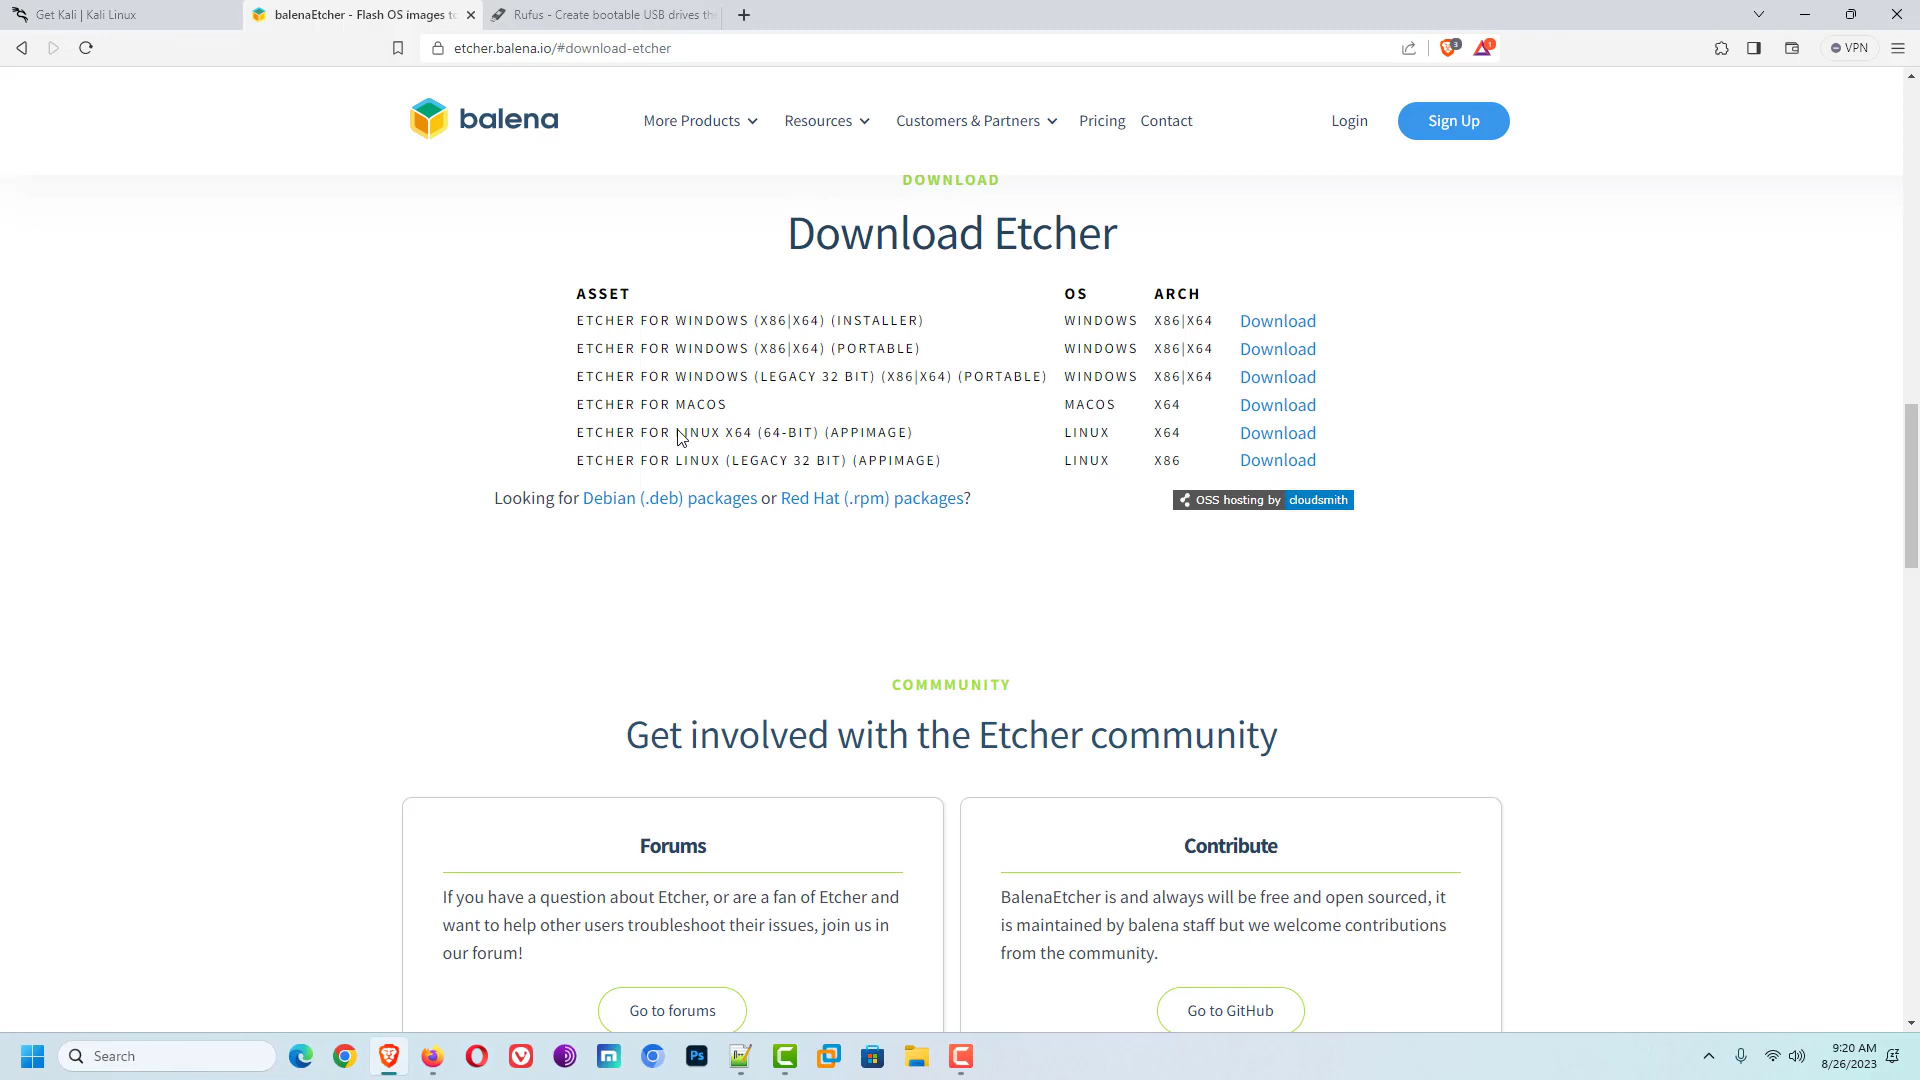 Get Kali | Kali Linux
balenaEtcher - Flash OS images to
Rufus - Create bootable USB drives the
etcher.balena.io/#download-etcher
3
1
VPN
balena
More Products
Resources
Customers & Partners
Pricing
Contact
Login
Sign Up
DOWNLOAD
Download Etcher
ASSET OS ARCH
ETCHER FOR WINDOWS (X86|X64) (INSTALLER) WINDOWS X86|X64 Download
ETCHER FOR WINDOWS (X86|X64) (PORTABLE) WINDOWS X86|X64 Download
ETCHER FOR WINDOWS (LEGACY 32 BIT) (X86|X64) (PORTABLE) WINDOWS X86|X64 Download
ETCHER FOR MACOS MACOS X64 Download
ETCHER FOR LINUX X64 (64-BIT) (APPIMAGE) LINUX X64 Download
ETCHER FOR LINUX (LEGACY 32 BIT) (APPIMAGE) LINUX X86 Download
Looking for Debian (.deb) packages or Red Hat (.rpm) packages?
OSS hosting by cloudsmith
COMMMUNITY
Get involved with the Etcher community
Forums
If you have a question about Etcher, or are a fan of Etcher and
want to help other users troubleshoot their issues, join us in
our forum!
Go to forums
Contribute
BalenaEtcher is and always will be free and open sourced, it
is maintained by balena staff but we welcome contributions
from the community.
Go to GitHub
Search
Ps
9:20 AM
8/26/2023